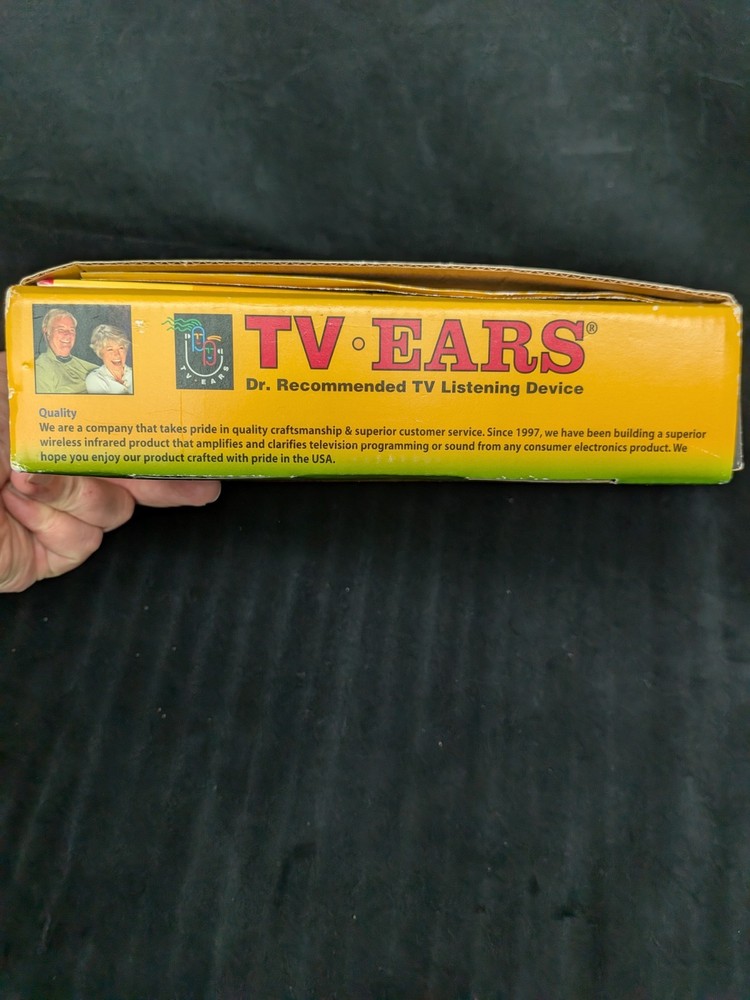 TV•EARS®
TV•EARS
Dr. Recommended TV Listening Device
Quality
We are a company that takes pride in quality craftsmanship & superior customer service. Since 1997, we have been building a superior
wireless infrared product that amplifies and clarifies television programming or sound from any consumer electronics product. We
hope you enjoy our product crafted with pride in the USA.